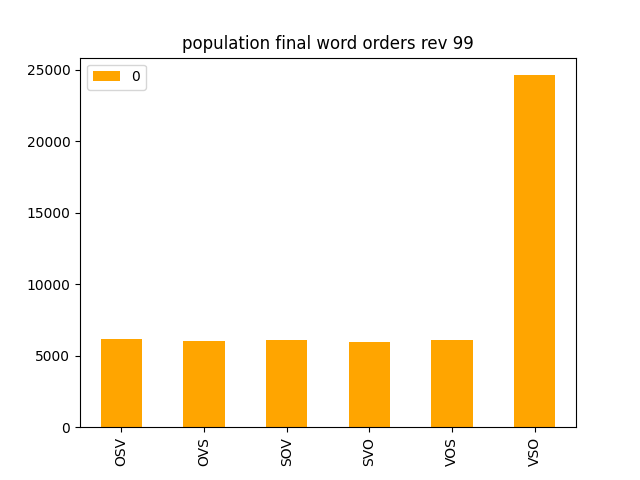 population final word orders rev 99
0
25000
20000
15000
10000
5000
0
OSV
OVS
SOV
SVO
VOS
VSO